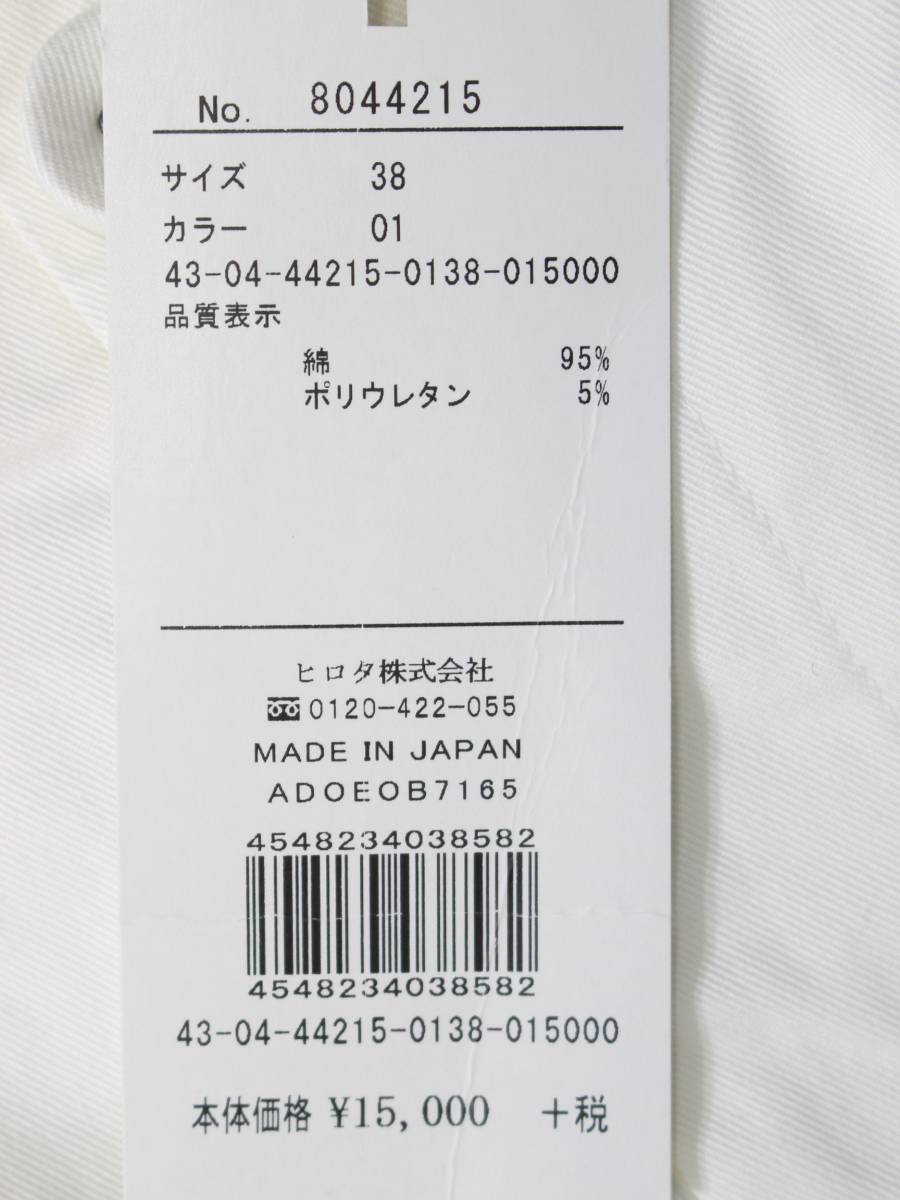 No. 8044215
サイズ 38
カラー 01
43-04-44215-0138-015000
品質表示
綿 95%
ポリウレタン 5%
ヒロタ株式会社
0120-422-055
MADE IN JAPAN
ADOEOB7165
4548234038582
4548234038582
43-04-44215-0138-015000
本体価格 ¥15,000 +税